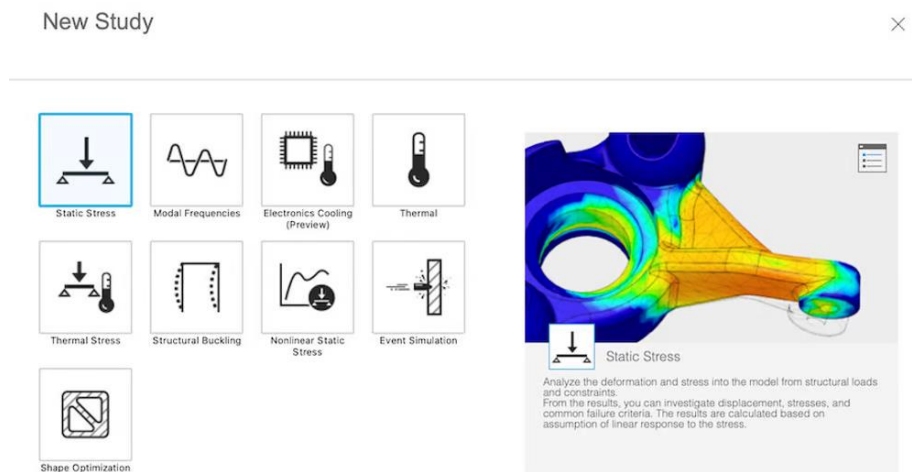 New Study
Static Stress
Modal Frequencies
Electronics Cooling
(Preview)
Thermal
Thermal Stress
Structural Buckling
Nonlinear Static
Stress
Event Simulation
Shape Optimization
Static Stress
Analyze the deformation and stress into the model from structural loads
and constraints.
From the results, you can investigate displacement, stresses, and
common failure criteria. The results are calculated based on
assumption of linear response to the stress.